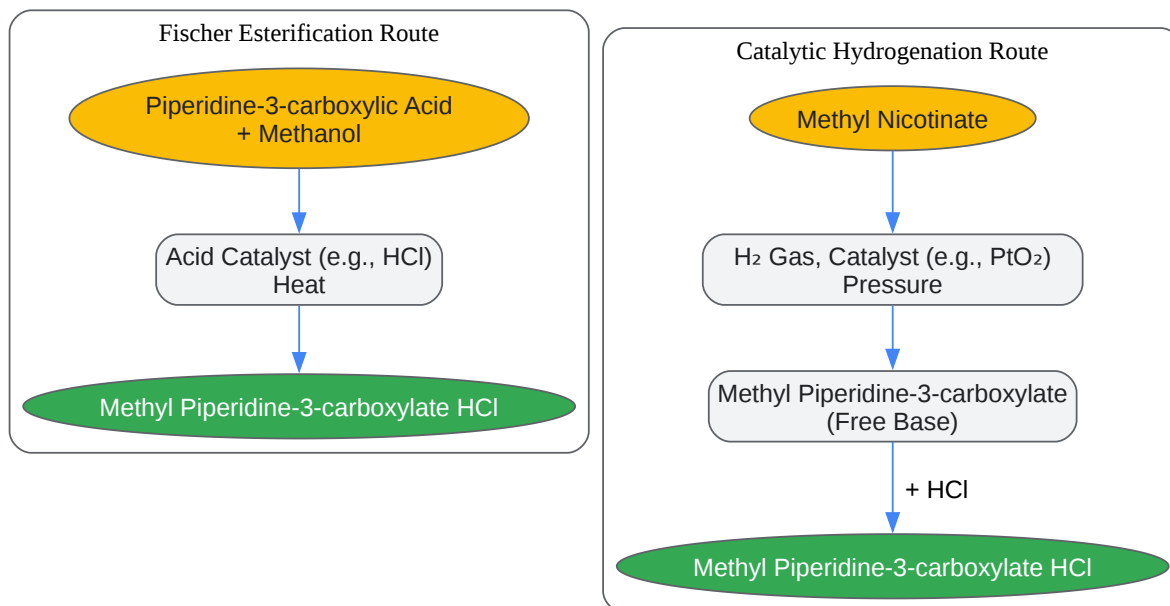 Fischer Esterification Route
Piperidine-3-carboxylic Acid
+ Methanol
Acid Catalyst (e.g., HCl)
Heat
Methyl Piperidine-3-carboxylate HCl
Catalytic Hydrogenation Route
Methyl Nicotinate
H₂ Gas, Catalyst (e.g., PtO₂)
Pressure
Methyl Piperidine-3-carboxylate
(Free Base)
+ HCl
Methyl Piperidine-3-carboxylate HCl